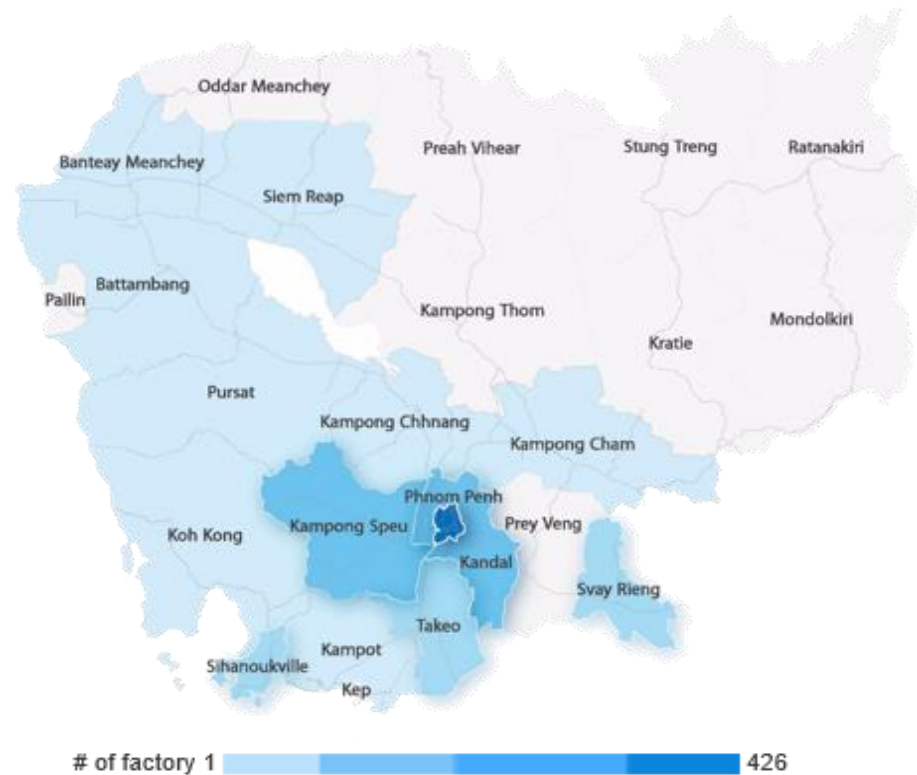 Oddar Meanchey
Preah Vihear
Stung Treng
Ratanakiri
Banteay Meanchey
Siem Reap
Battambang
Pailin
Kampong Thom
Mondolkiri
Kratie
Pursat
Kampong Chhnang
Kampong Cham
Phnom Penh
Kampong Speu
Prey Veng
Koh Kong
Kandal
Svay Rieng
Takeo
Kampot
Sihanoukville
Kep
# of factory 1 426